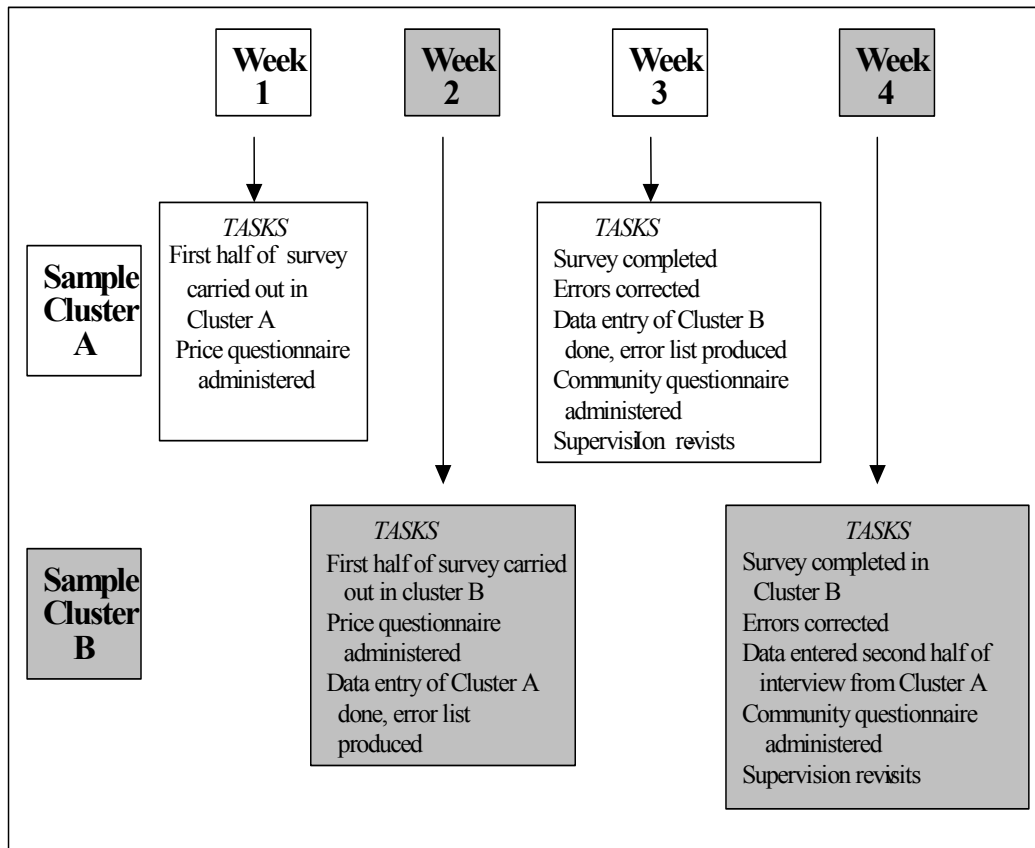 Week
1
Week
2
Week
3
Week
4
Sample
Cluster
A
TASKS
First half of survey
carried out in
Cluster A
Price questionnaire
administered
TASKS
Survey completed
Errors corrected
Data entry of Cluster B
done, error list produced
Community questionnaire
administered
SupervisIon re-vists
Sample
Cluster
B
TASKS
First half of survey carried
out in cluster B
Price questionnaire
administered
Data entry of Cluster A
done, error list
produced
TASKS
Survey completed in
Cluster B
Errors corrected
Data entered second half of
interview from Cluster A
Community questionnaire
administered
Supervision revisits